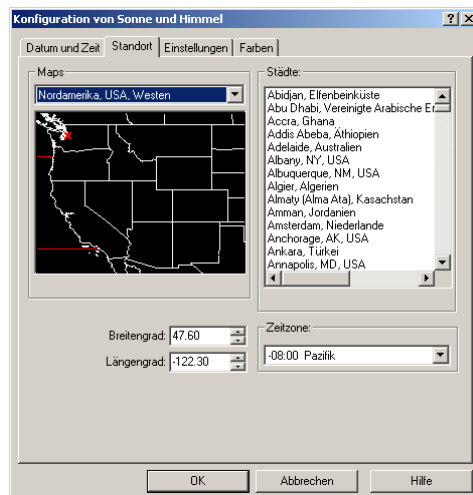 Konfiguration von Sonne und Himmel
Datum und Zeit
Standort
Einstellungen
Farben
Maps
Nordamerika, USA, Westen
Städte:
Abidjan, Elfenbeinküste
Abu Dhabi, Vereinigte Arabische Er
Accra, Ghana
Addis Abeba, Äthiopien
Adelaide, Australien
Albany, NY, USA
Albuquerque, NM, USA
Algier, Algerien
Almaty (Alma Ata), Kasachstan
Amman, Jordanien
Amsterdam, Niederlande
Anchorage, AK, USA
Ankara, Türkei
Annapolis, MD, USA
Breitengrad: 47.60
Längengrad: -122.30
Zeitzone:
-08:00 Pazifik
OK
Abbrechen
Hilfe